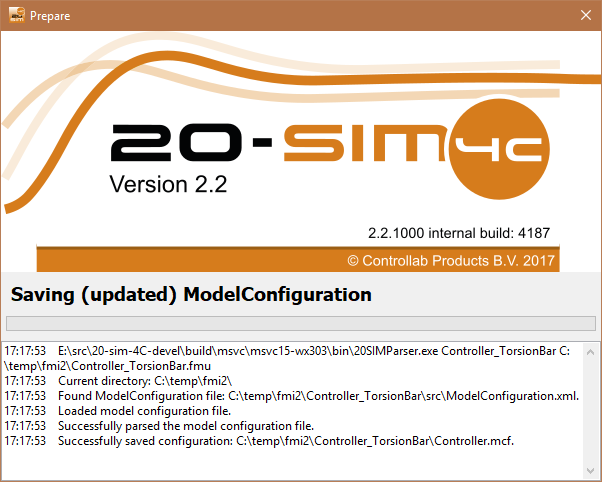 Prepare
20-SIM 4C
Version 2.2
2.2.1000 internal build: 4187
© Controllab Products B.V. 2017
Saving (updated) ModelConfiguration
17:17:53 E:\src\20-sim-4C-devel\build\msvc\msvc15-wx303\bin\20SIMParser.exe Controller_TorsionBar C:
\temp\fmi2\Controller_TorsionBar.fmu
17:17:53 Current directory: C:\temp\fmi2\
17:17:53 Found ModelConfiguration file: C:\temp\fmi2\Controller_TorsionBar\src\ModelConfiguration.xml.
17:17:53 Loaded model configuration file.
17:17:53 Successfully parsed the model configuration file.
17:17:53 Successfully saved configuration: C:\temp\fmi2\Controller_TorsionBar\Controller.mcf.